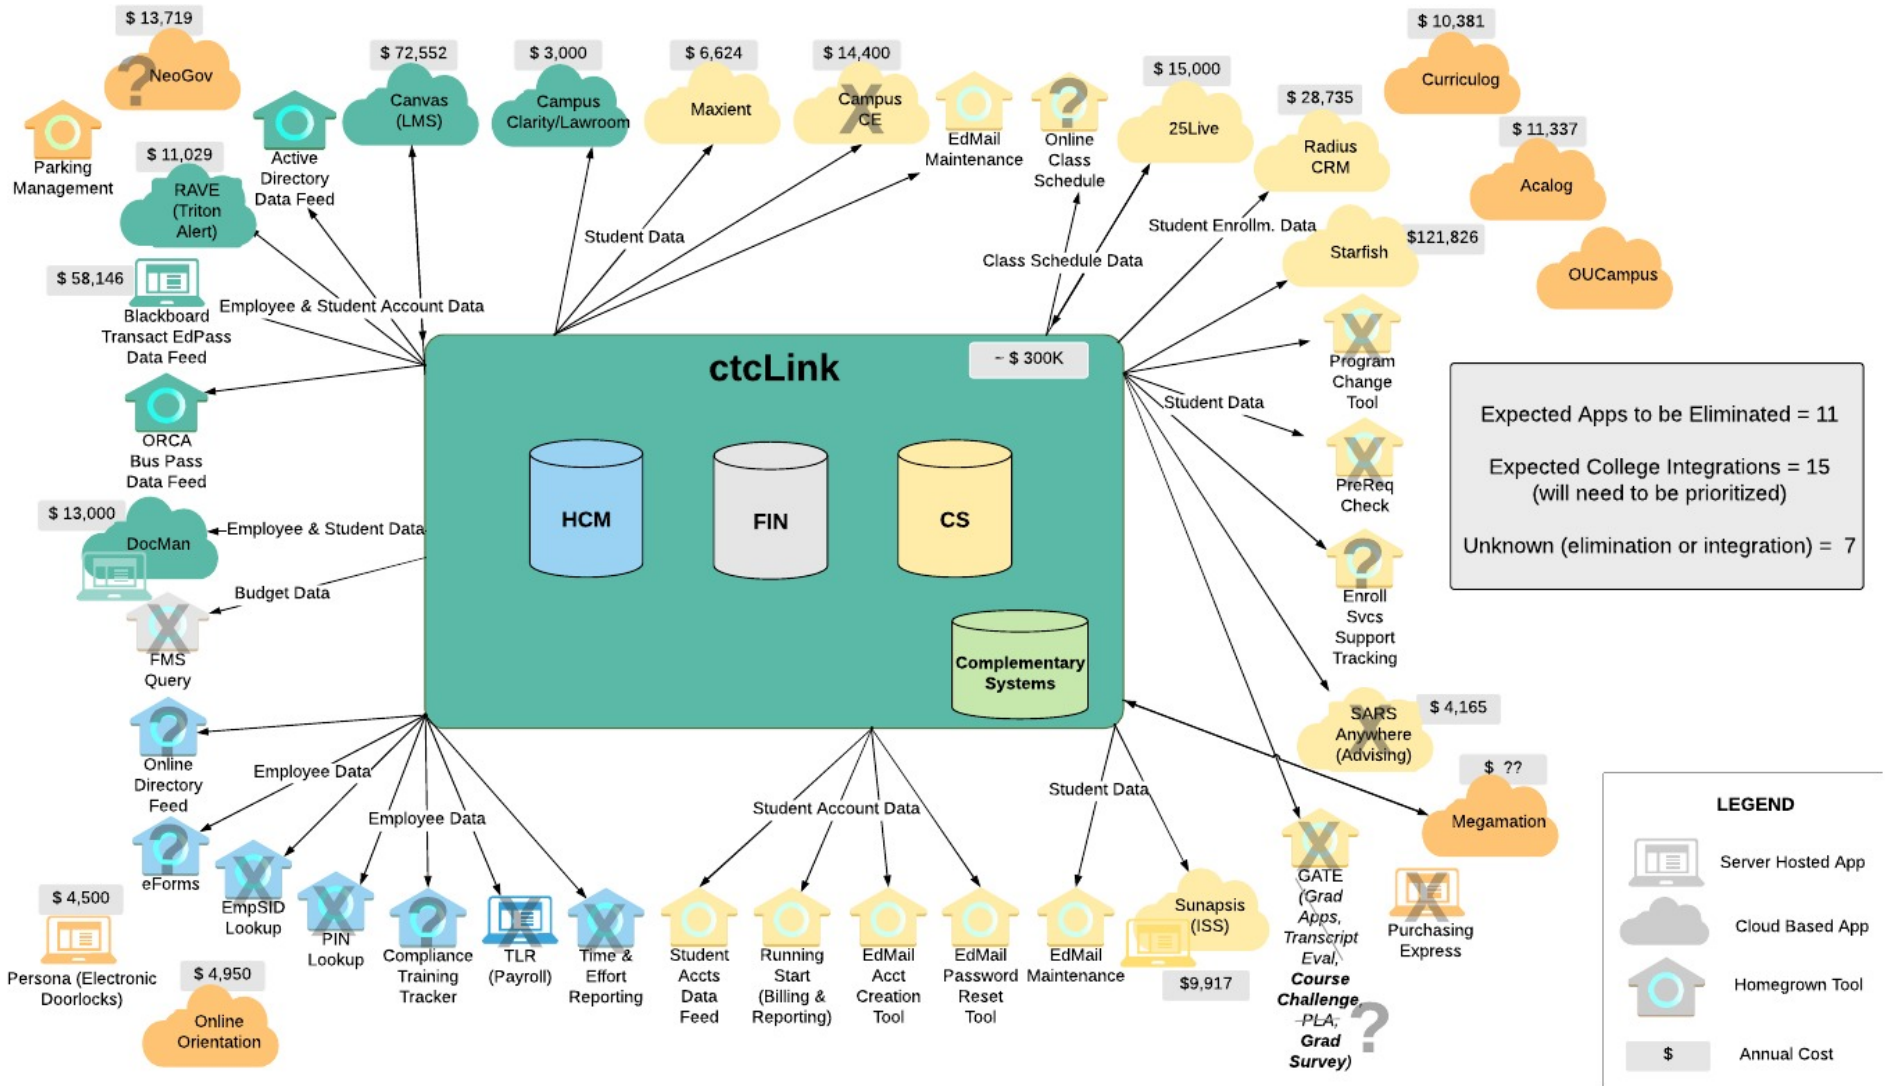 $ 13,719
NeoGov
?
Parking
Management
$ 11,029
RAVE
(Triton
Alert)
Active
Directory
Data Feed
$ 72,552
Canvas
(LMS)
$ 3,000
Campus
Clarity/Lawroom
$ 6,624
Maxient
$ 14,400
Campus
CE
X
EdMail
Maintenance
?
Online
Class
Schedule
$ 15,000
25Live
$ 28,735
Radius
CRM
$ 10,381
Curriculog
$ 11,337
Acalog
OUCampus
Student Data
Class Schedule Data
Student Enrollm. Data
Starfish
$121,826
$ 58,146
Blackboard
Transact EdPass
Data Feed
Employee & Student Account Data
ORCA
Bus Pass
Data Feed
$ 13,000
DocMan
Employee & Student Data
Budget Data
X
FMS
Query
ctcLink
~ $ 300K
HCM
FIN
CS
Complementary
Systems
X
Program
Change
Tool
Student Data
X
PreReq
Check
?
Enroll
Svcs
Support
Tracking
X
SARS
Anywhere
(Advising)
$ 4,165
Expected Apps to be Eliminated = 11
Expected College Integrations = 15
(will need to be prioritized)
Unknown (elimination or integration) = 7
?
Online
Directory
Feed
Employee Data
?
eForms
X
EmpSID
Lookup
X
PIN
Lookup
Employee Data
?
Compliance
Training
Tracker
X
TLR
(Payroll)
X
Time &
Effort
Reporting
$ 4,500
Persona (Electronic
Doorlocks)
$ 4,950
Online
Orientation
Student Account Data
Student
Accts
Data
Feed
Running
Start
(Billing &
Reporting)
EdMail
Acct
Creation
Tool
EdMail
Password
Reset
Tool
Student Data
EdMail
Maintenance
Sunapsis
(ISS)
$9,917
X
GATE
(Grad
Apps,
Transcript
Eval,
Course
Challenge,
PLA,
Grad
Survey)
?
$ ??
Megamation
X
Purchasing
Express
LEGEND
Server Hosted App
Cloud Based App
Homegrown Tool
$
Annual Cost